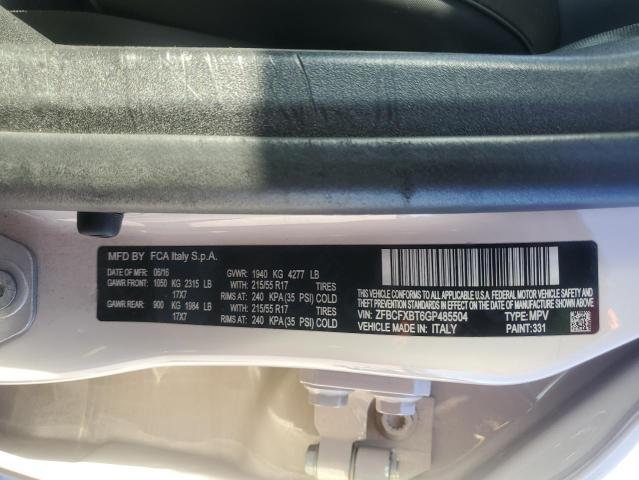 MFD BY FCA Italy S.p.A.
DATE OF MFR: 06/16 GVWR: 1940 KG 4277 LB
GAWR FRONT: 1050 KG 2315 LB WITH: 215/55 R17 TIRES
17X7 RIMS AT: 240 KPA(35 PSI) COLD
GAWR REAR: 900 KG 1984 LB WITH: 215/55 R17 TIRES
17X7 RIMS AT: 240 KPA(35 PSI) COLD
THIS VEHICLE CONFORMS TO ALL APPLICABLE U.S.A. FEDERAL MOTOR VEHICLE SAFETY AND
THEFT PREVENTION STANDARDS IN EFFECT ON THE DATE OF MANUFACTURE SHOWN ABOVE.
VIN: ZFBCFXBT6GP485504 TYPE: MPV
MADE IN: ITALY PAINT: 331